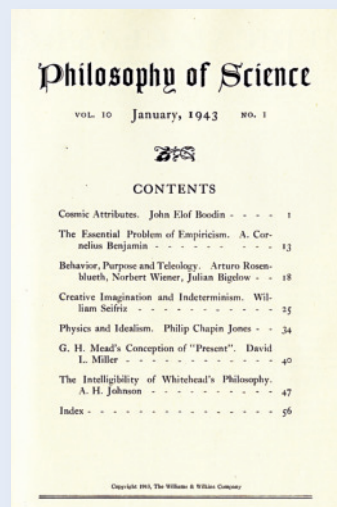 Philosophy of Science
VOL. 10 January, 1943 NO. 1
CONTENTS
Cosmic Attributes. John Elof Boodin - - - - 1
The Essential Problem of Empiricism. A. Cor-
nelius Benjamin - - - - - - - - 13
Behavior, Purpose and Teleology. Arturo Rosen-
blueth, Norbert Wiener, Julian Bigelow - - 18
Creative Imagination and Indeterminism. Wil-
liam Seifriz - - - - - - - - - 25
Physics and Idealism. Philip Chapin Jones - - 34
G. H. Mead's Conception of "Present". David
L. Miller - - - - - - - - - - - 40
The Intelligibility of Whitehead's Philosophy.
A. H. Johnson - - - - - - - - - 47
Index - - - - - - - - - - - - - 56
Copyright 1943, The Williams & Wilkins Company